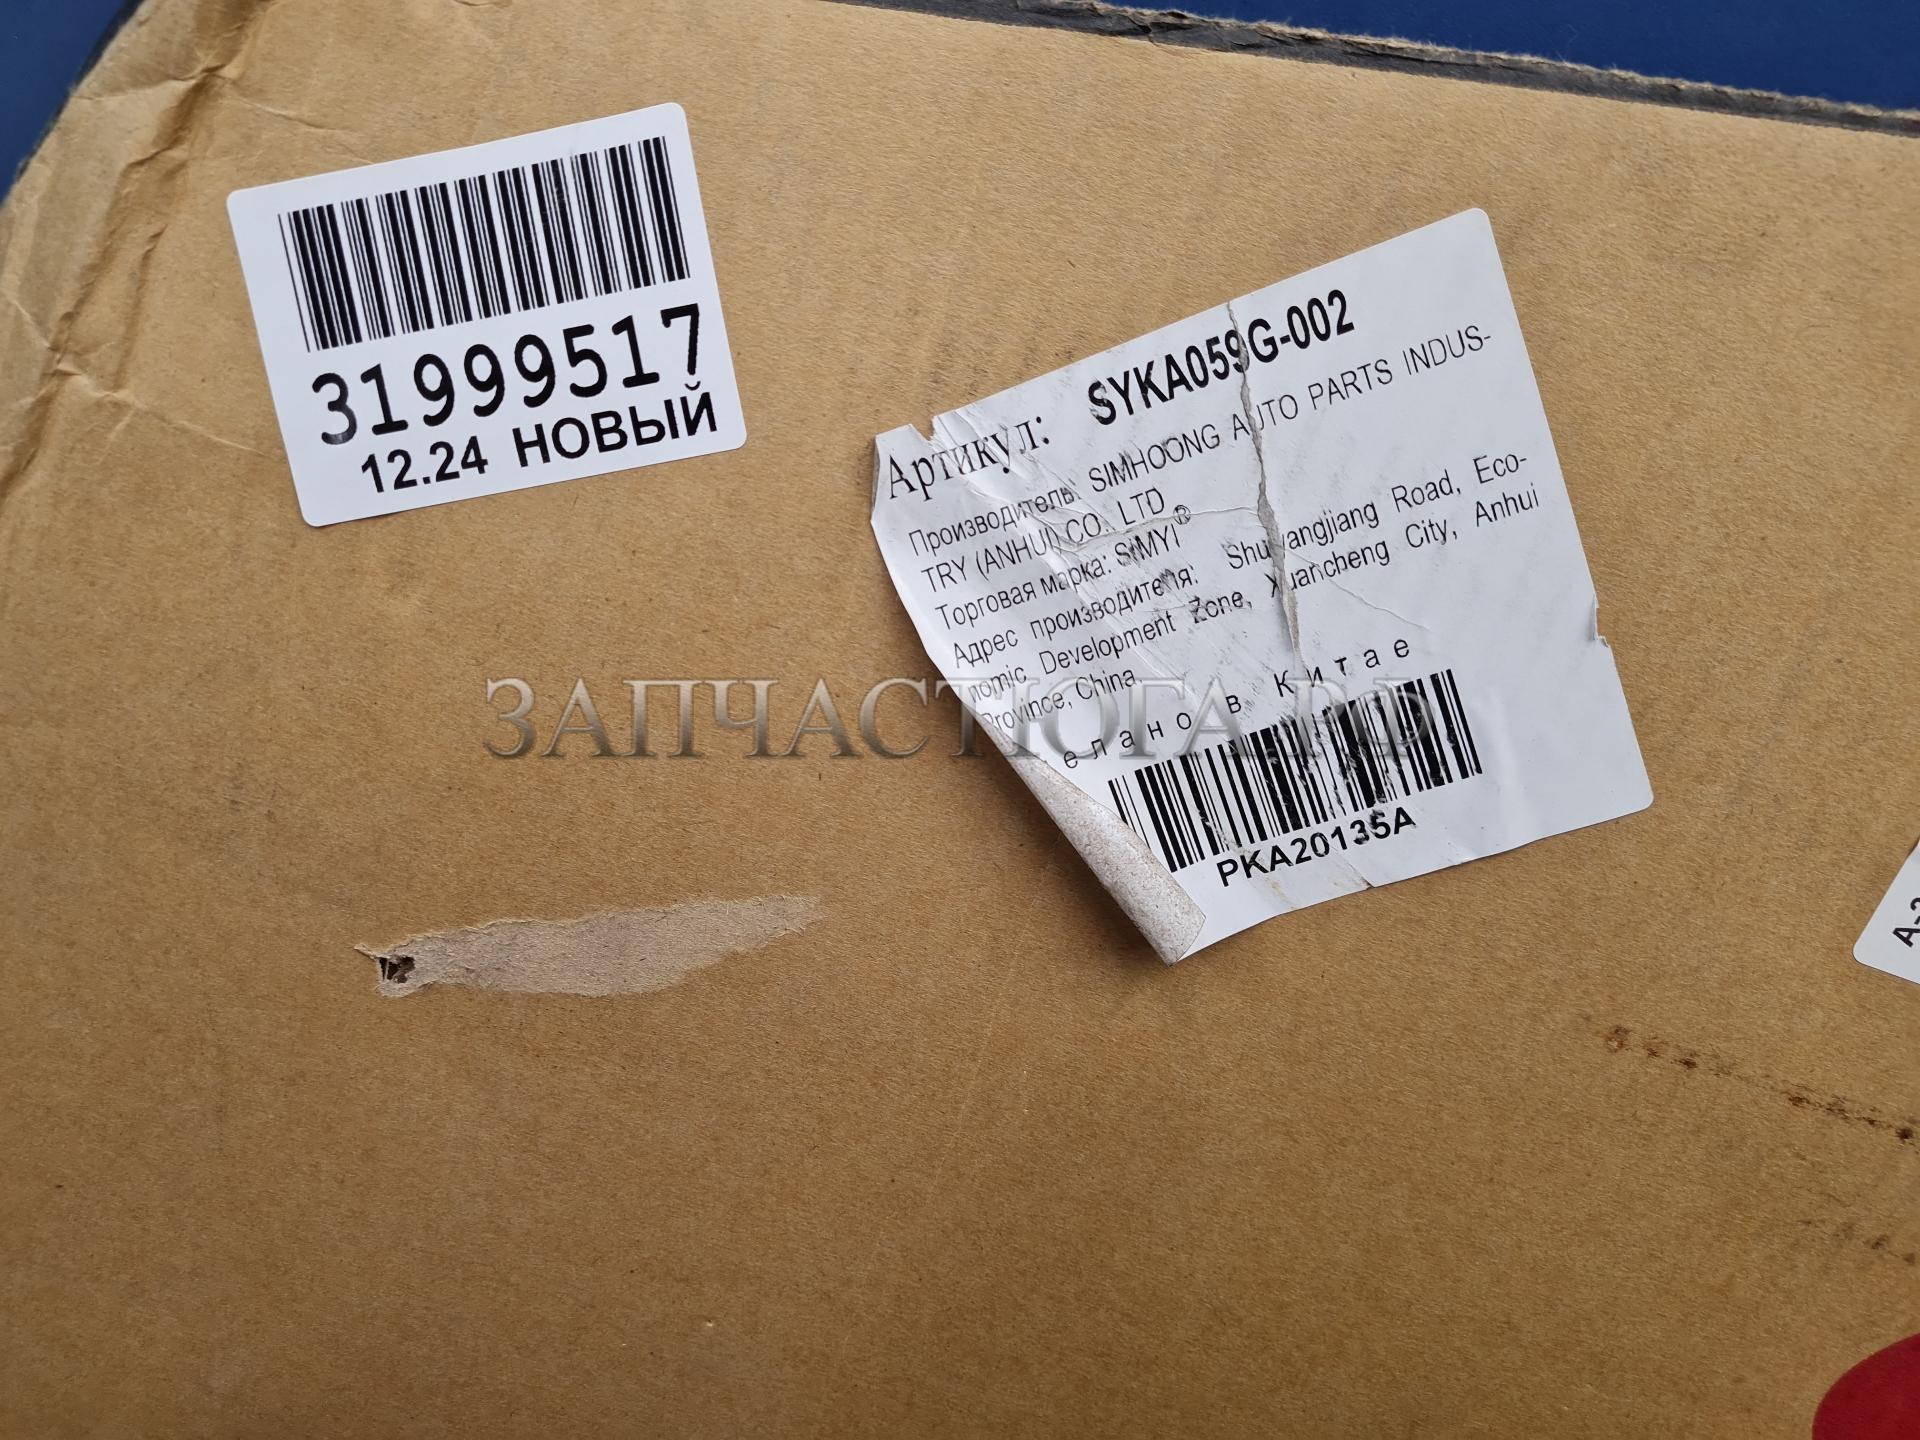 31999517
12.24 НОВЫЙ
Артикул: SYKA059G-002
Производитель: SIMHOONG AUTO PARTS INDUS-
TRY (ANHUI) CO. LTD
Торговая марка: SIMYI®
Адрес производителя: Shuiyangjiang Road, Eco-
nomic Development Zone, Xuancheng City, Anhui
Province, China.
елано в Китае
PKA20135A
ЗАПЧАСТЮГА.РФ